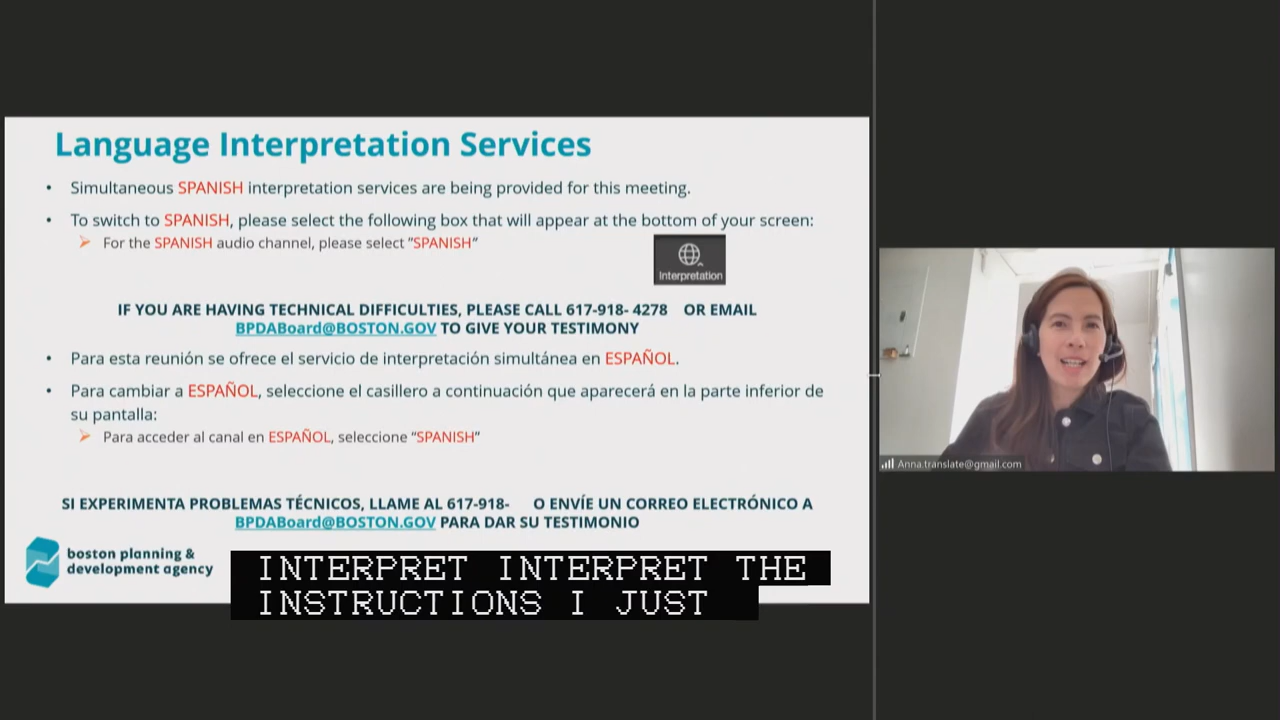 Language Interpretation Services
• Simultaneous SPANISH interpretation services are being provided for this meeting.
• To switch to SPANISH, please select the following box that will appear at the bottom of your screen:
➢ For the SPANISH audio channel, please select “SPANISH”
Interpretation
IF YOU ARE HAVING TECHNICAL DIFFICULTIES, PLEASE CALL 617-918- 4278 OR EMAIL
BPDABoard@BOSTON.GOV TO GIVE YOUR TESTIMONY
• Para esta reunión se ofrece el servicio de interpretación simultánea en ESPAÑOL.
• Para cambiar a ESPAÑOL, seleccione el casillero a continuación que aparecerá en la parte inferior de
su pantalla:
➢ Para acceder al canal en ESPAÑOL, seleccione “SPANISH”
SI EXPERIMENTA PROBLEMAS TÉCNICOS, LLAME AL 617-918- O ENVÍE UN CORREO ELECTRÓNICO A
BPDABoard@BOSTON.GOV PARA DAR SU TESTIMONIO
boston planning &
development agency
INTERPRET INTERPRET THE
INSTRUCTIONS I JUST
Anna.translate@gmail.com